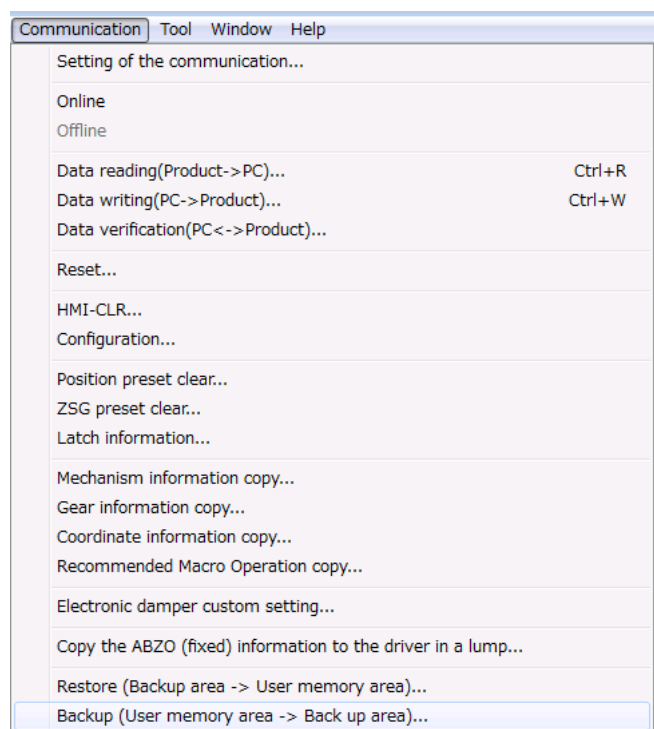 Communication Tool Window Help
Setting of the communication...
Online
Offline
Data reading(Product->PC)... Ctrl+R
Data writing(PC->Product)... Ctrl+W
Data verification(PC<->Product)...
Reset...
HMI-CLR...
Configuration...
Position preset clear...
ZSG preset clear...
Latch information...
Mechanism information copy...
Gear information copy...
Coordinate information copy...
Recommended Macro Operation copy...
Electronic damper custom setting...
Copy the ABZO (fixed) information to the driver in a lump...
Restore (Backup area -> User memory area)...
Backup (User memory area -> Back up area)...